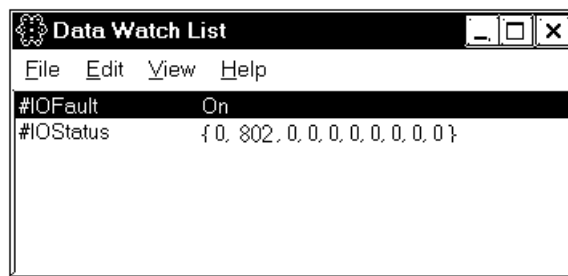 Data Watch List
File Edit View Help
#IOFault On
#IOStatus {0, 802, 0, 0, 0, 0, 0, 0, 0, 0}